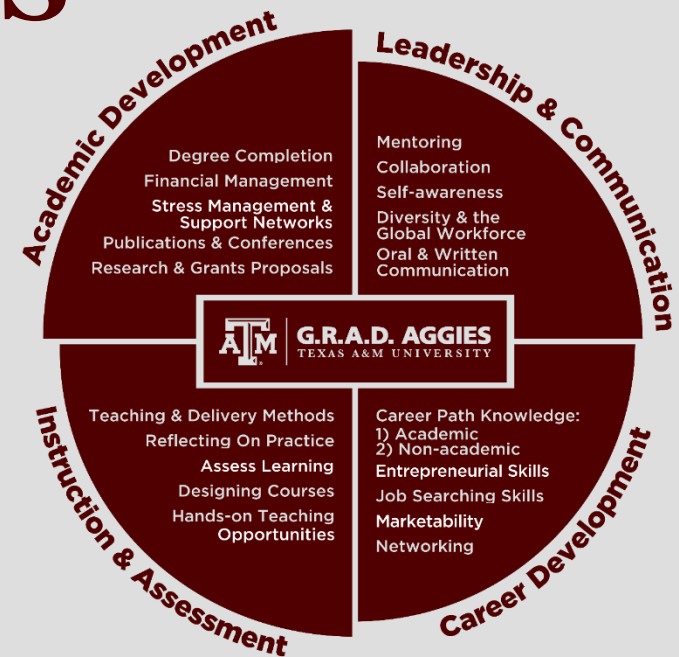 S
Academic Development
Degree Completion
Financial Management
Stress Management &
Support Networks
Publications & Conferences
Research & Grants Proposals
Leadership & Communication
Mentoring
Collaboration
Self-awareness
Diversity & the
Global Workforce
Oral & Written
Communication
ATM
G.R.A.D. AGGIES
TEXAS A&M UNIVERSITY
Instruction & Assessment
Teaching & Delivery Methods
Reflecting On Practice
Assess Learning
Designing Courses
Hands-on Teaching
Opportunities
Career Development
Career Path Knowledge:
1) Academic
2) Non-academic
Entrepreneurial Skills
Job Searching Skills
Marketability
Networking